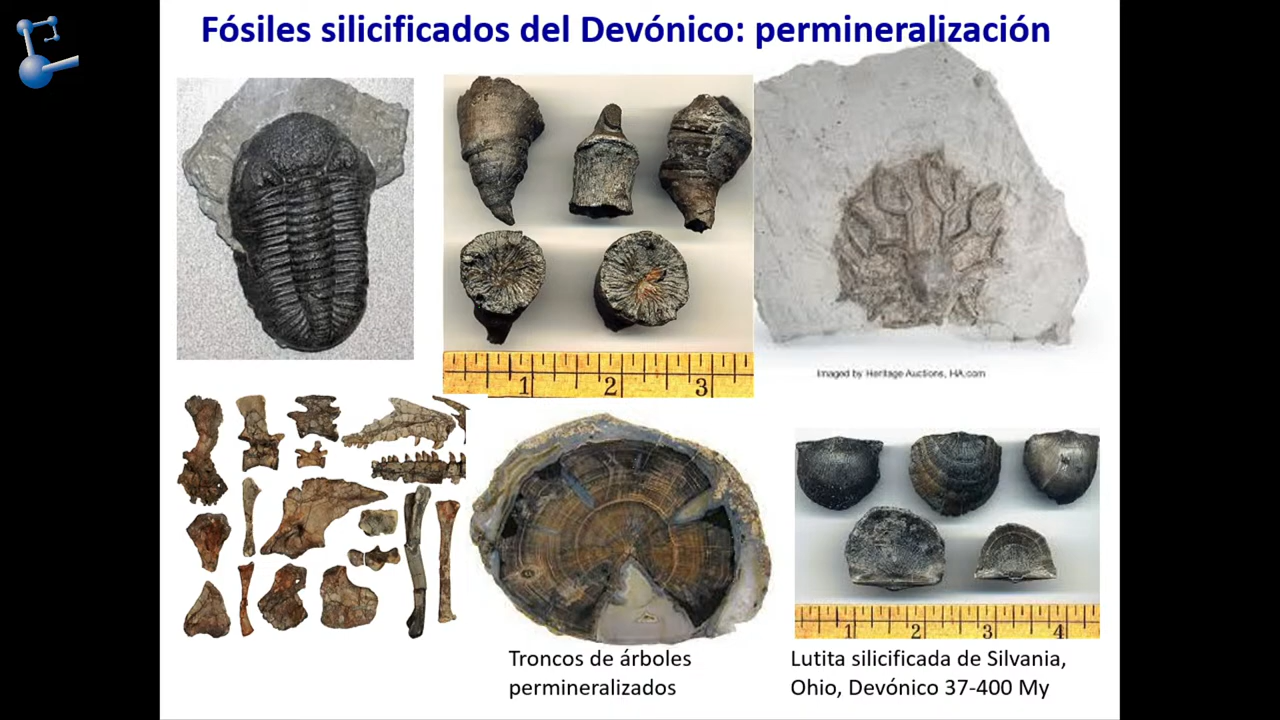 Fósiles silicificados del Devónico: permineralización
1 2 3
Imaged by Heritage Auctions, HA.com
1 2 3 4
Troncos de árboles
permineralizados
Lutita silicificada de Silvania,
Ohio, Devónico 37-400 My